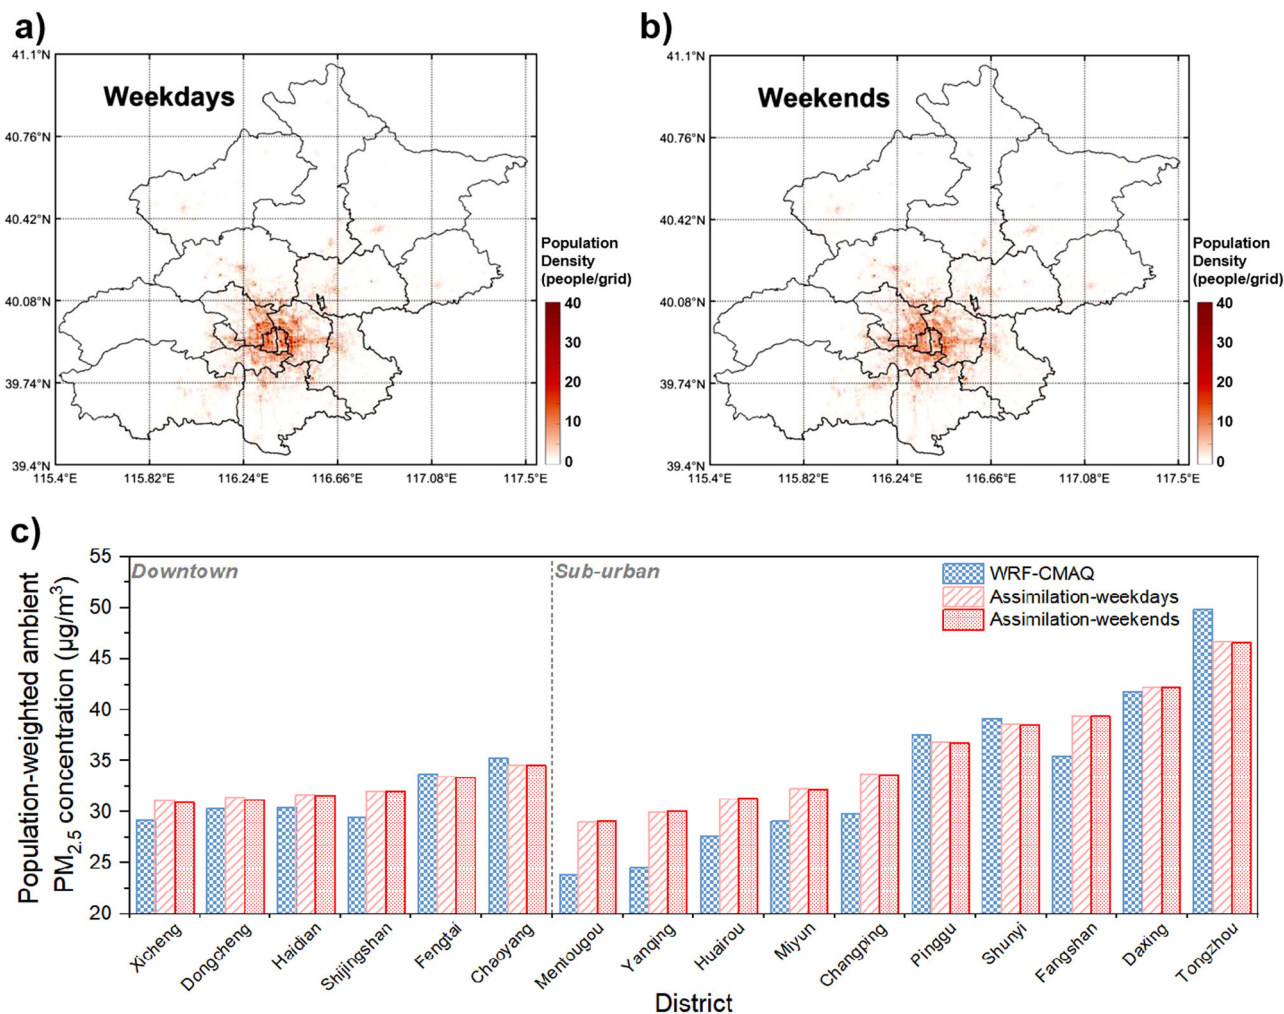 a)
Weekdays
41.1°N
40.76°N
40.42°N
40.08°N
39.74°N
39.4°N
115.4°E 115.82°E 116.24°E 116.66°E 117.08°E 117.5°E
Population
Density
(people/grid)
40
30
20
10
0
b)
Weekends
41.1°N
40.76°N
40.42°N
40.08°N
39.74°N
39.4°N
115.4°E 115.82°E 116.24°E 116.66°E 117.08°E 117.5°E
Population
Density
(people/grid)
40
30
20
10
0
c)
Population-weighted ambient
PM2.5 concentration (μg/m3)
55
50
45
40
35
30
25
20
Downtown
Sub-urban
WRF-CMAQ
Assimilation-weekdays
Assimilation-weekends
Xicheng
Dongcheng
Haidian
Shijingshan
Fengtai
Chaoyang
Mentougou
Yanqing
Huairou
Miyun
Changping
Pinggu
Shunyi
Fangshan
Daxing
Tongzhou
District